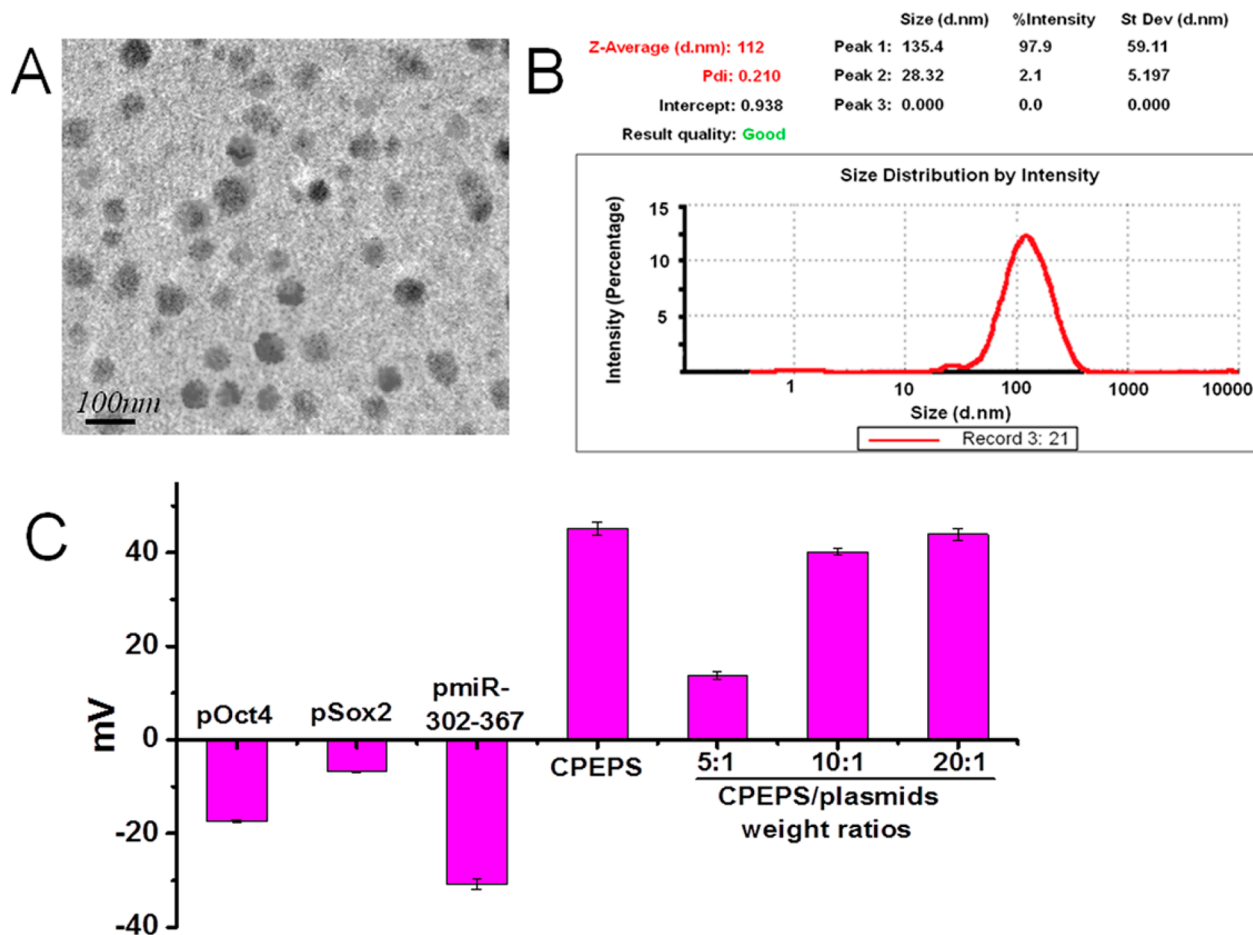 A
100nm
B
Size (d.nm) %Intensity St Dev (d.nm)
Z-Average (d.nm): 112 Peak 1: 135.4 97.9 59.11
Pdi: 0.210 Peak 2: 28.32 2.1 5.197
Intercept: 0.938 Peak 3: 0.000 0.0 0.000
Result quality: Good
Size Distribution by Intensity
Intensity (Percentage)
15
10
5
1 10 100 1000 10000
Size (d.nm)
Record 3: 21
C
mV
40
20
0
-20
-40
pOct4 pSox2 pmiR-
302-367
CPEPS 5:1 10:1 20:1
CPEPS/plasmids
weight ratios